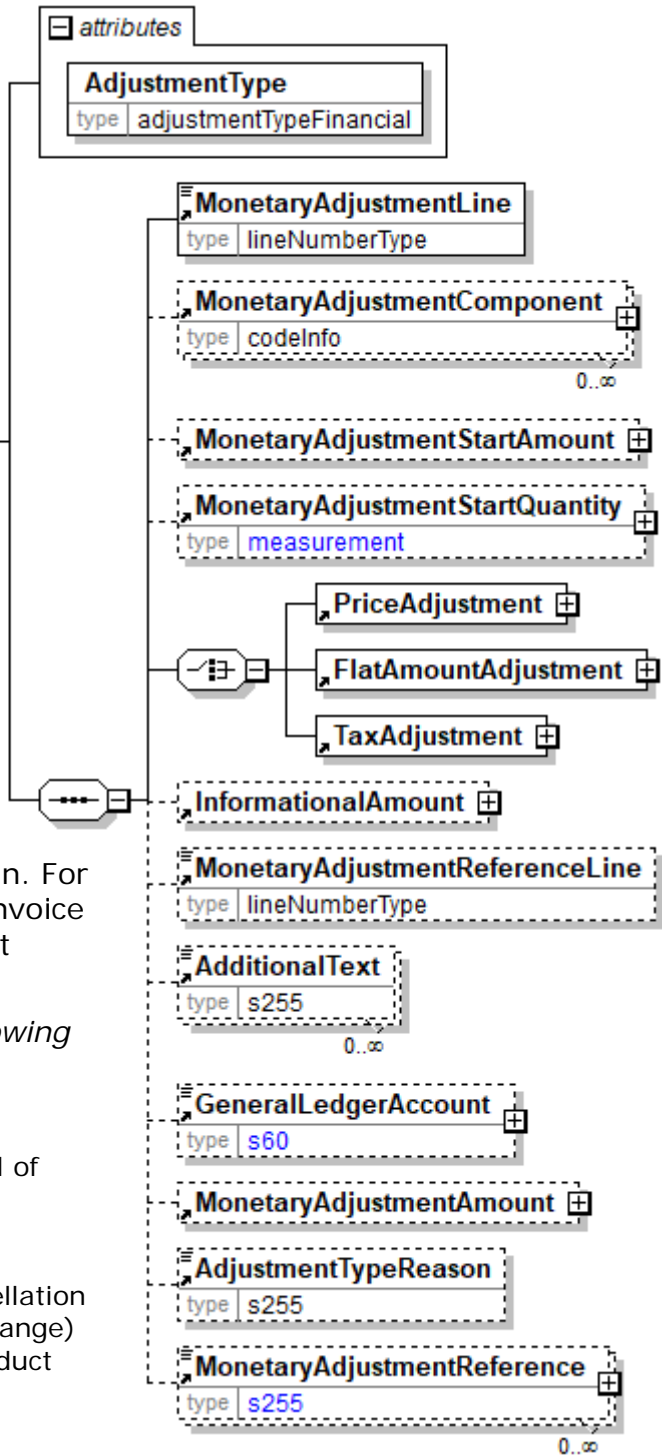 attributes
AdjustmentType
type adjustmentTypeFinancial
MonetaryAdjustmentLine
type lineNumberType
MonetaryAdjustmentComponent
type codeInfo
0..∞
MonetaryAdjustmentStartAmount
MonetaryAdjustmentStartQuantity
type measurement
PriceAdjustment
FlatAmountAdjustment
TaxAdjustment
InformationalAmount
MonetaryAdjustmentReferenceLine
type lineNumberType
AdditionalText
type s255
0..∞
GeneralLedgerAccount
type s60
MonetaryAdjustmentAmount
AdjustmentTypeReason
type s255
MonetaryAdjustmentReference
type s255
0..∞
n. For
nvoice
t
owing
l of
ellation
ange)
duct